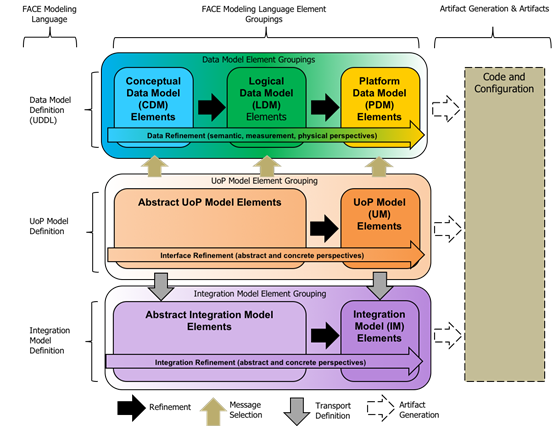 FACE Modeling
Language
FACE Modeling Language Element
Groupings
Artifact Generation & Artifacts
Data Model Element Groupings
Conceptual
Data Model
(CDM)
Elements
Logical
Data Model
(LDM)
Elements
Platform
Data Model
(PDM)
Elements
Code and
Configuration
Data Model
Definition
(UDDL)
Data Refinement (semantic, measurement, physical perspectives)
UoP Model Element Grouping
Abstract UoP Model Elements
UoP Model
(UM)
Elements
UoP Model
Definition
Interface Refinement (abstract and concrete perspectives)
Integration Model Element Grouping
Abstract Integration Model
Elements
Integration
Model (IM)
Elements
Integration
Model
Definition
Integration Refinement (abstract and concrete perspectives)
Refinement
Message
Selection
Transport
Definition
Artifact
Generation